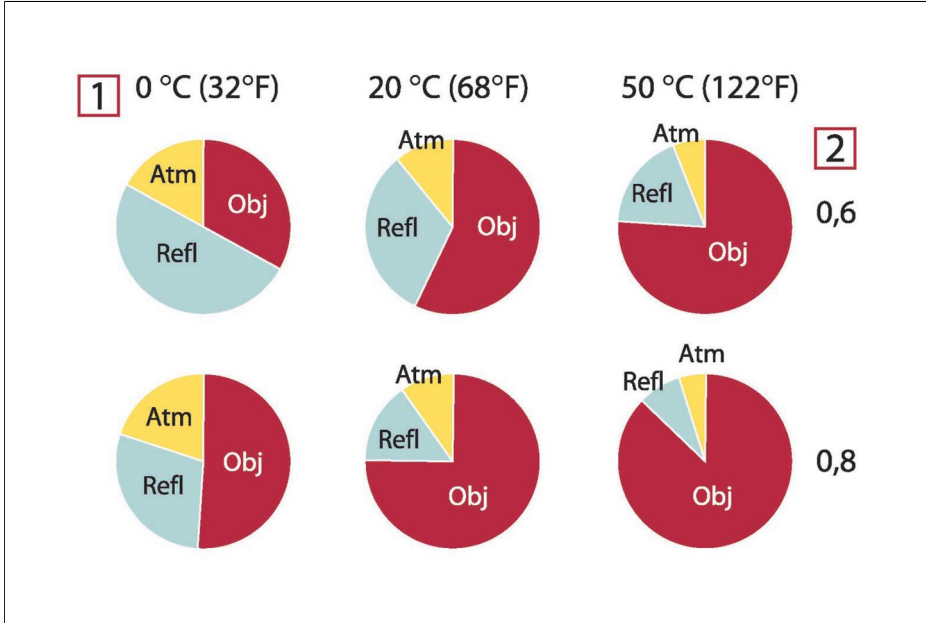 1 0 °C (32°F) 20 °C (68°F) 50 °C (122°F)
2
0,6
Atm
Obj
Refl
Atm
Refl
Obj
Atm
Refl
Obj
0,8
Atm
Obj
Refl
Atm
Refl
Obj
Atm
Refl
Obj